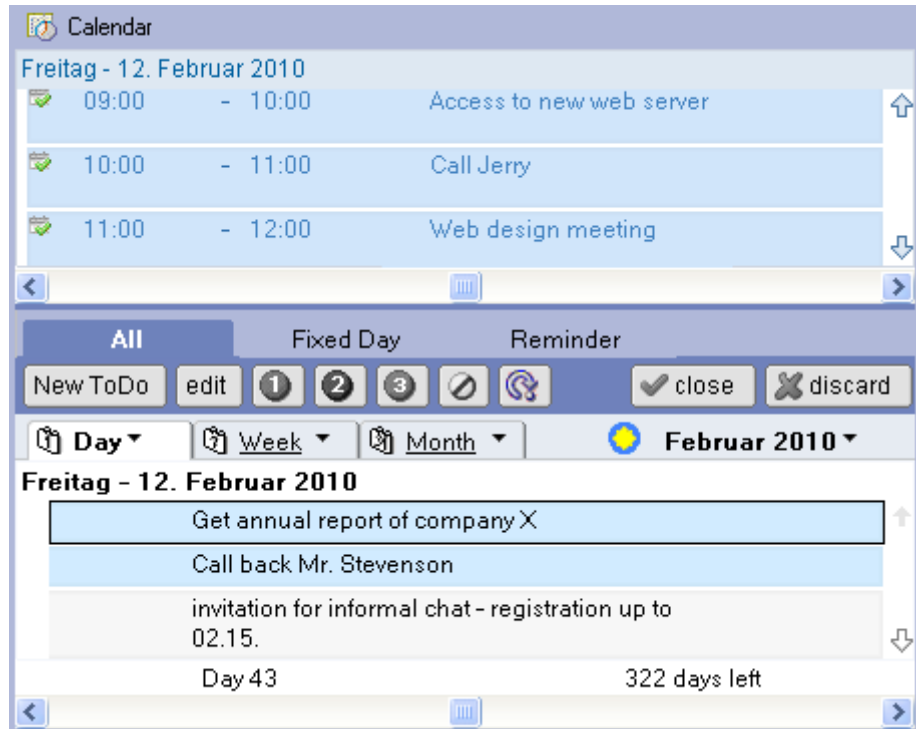 Calendar
Freitag - 12. Februar 2010
09:00 - 10:00 Access to new web server
10:00 - 11:00 Call Jerry
11:00 - 12:00 Web design meeting
All Fixed Day Reminder
New ToDo edit 1 2 3 close discard
Day Week Month Februar 2010
Freitag - 12. Februar 2010
Get annual report of company X
Call back Mr. Stevenson
invitation for informal chat - registration up to
02.15.
Day 43 322 days left